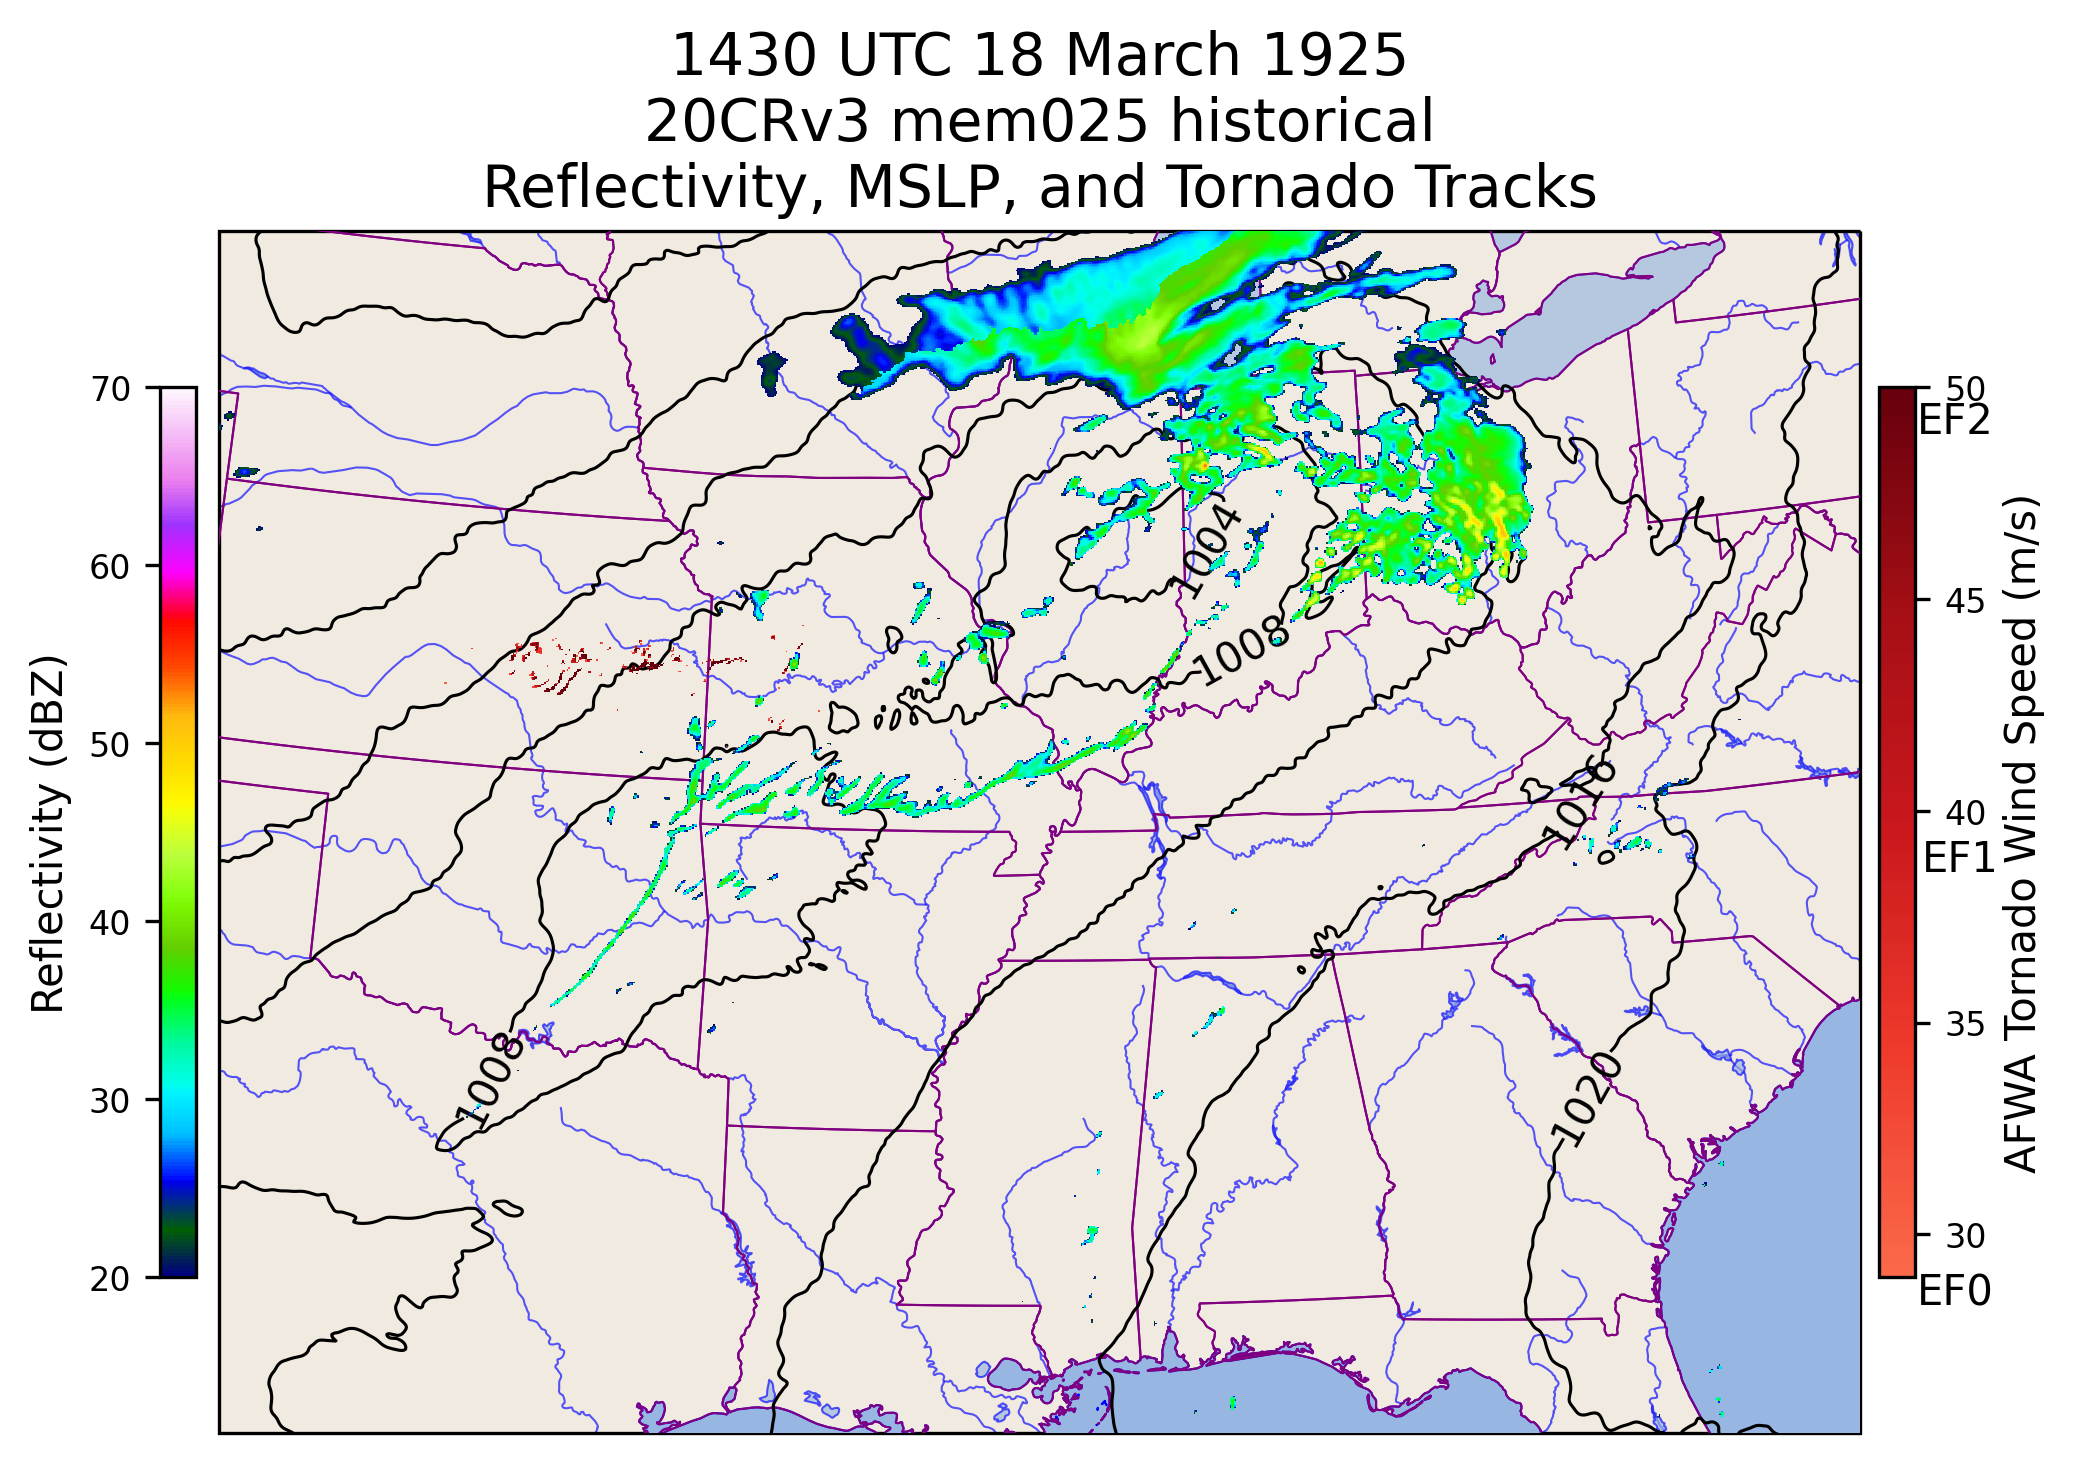 1430 UTC 18 March 1925
20CRv3 mem025 historical
Reflectivity, MSLP, and Tornado Tracks
Reflectivity (dBZ)
70
60
50
40
30
20
1004
1008
1016
1008
1020
50
EF2
45
40
EF1
35
30
EF0
AFWA Tornado Wind Speed (m/s)